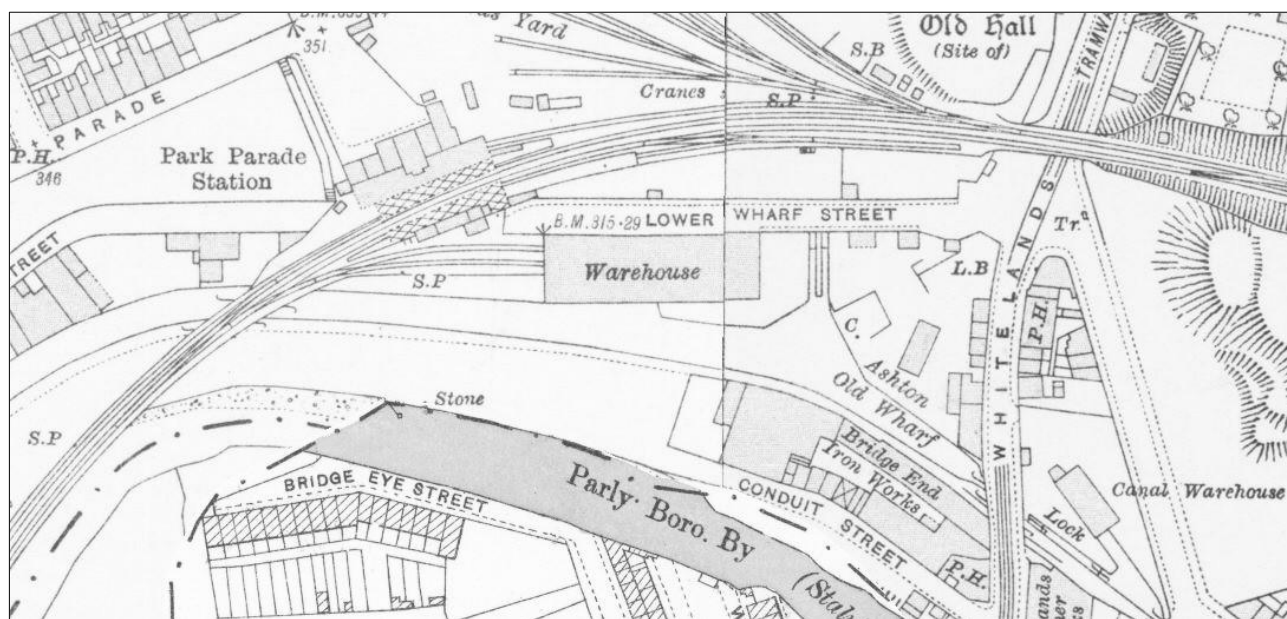 B.M.
351
Yard
Old Hall
(Site of)
TRAMWAY
S.B
Cranes
S.P
PARADE
P.H.
346
Park Parade
Station
STREET
B.M.315·29
LOWER WHARF STREET
Tr.
Warehouse
S.P
L.B
P.H.
WHITELANDS
C.
Ashton
Old Wharf
Stone
S.P
Bridge End
Iron Works
BRIDGE EYE STREET
Parly. Boro. By
CONDUIT STREET
Canal Warehouse
Lock
P.H.